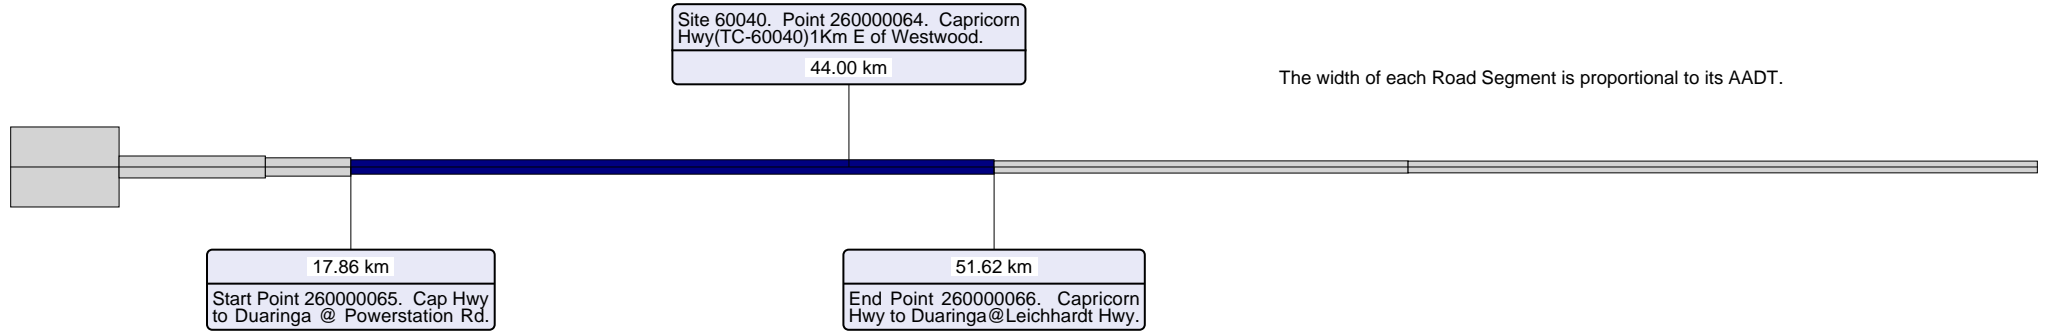 Site 60040. Point 260000064. Capricorn
Hwy(TC-60040)1Km E of Westwood.
44.00 km
The width of each Road Segment is proportional to its AADT.
17.86 km
Start Point 260000065. Cap Hwy
to Duaringa @ Powerstation Rd.
51.62 km
End Point 260000066. Capricorn
Hwy to Duaringa@Leichhardt Hwy.